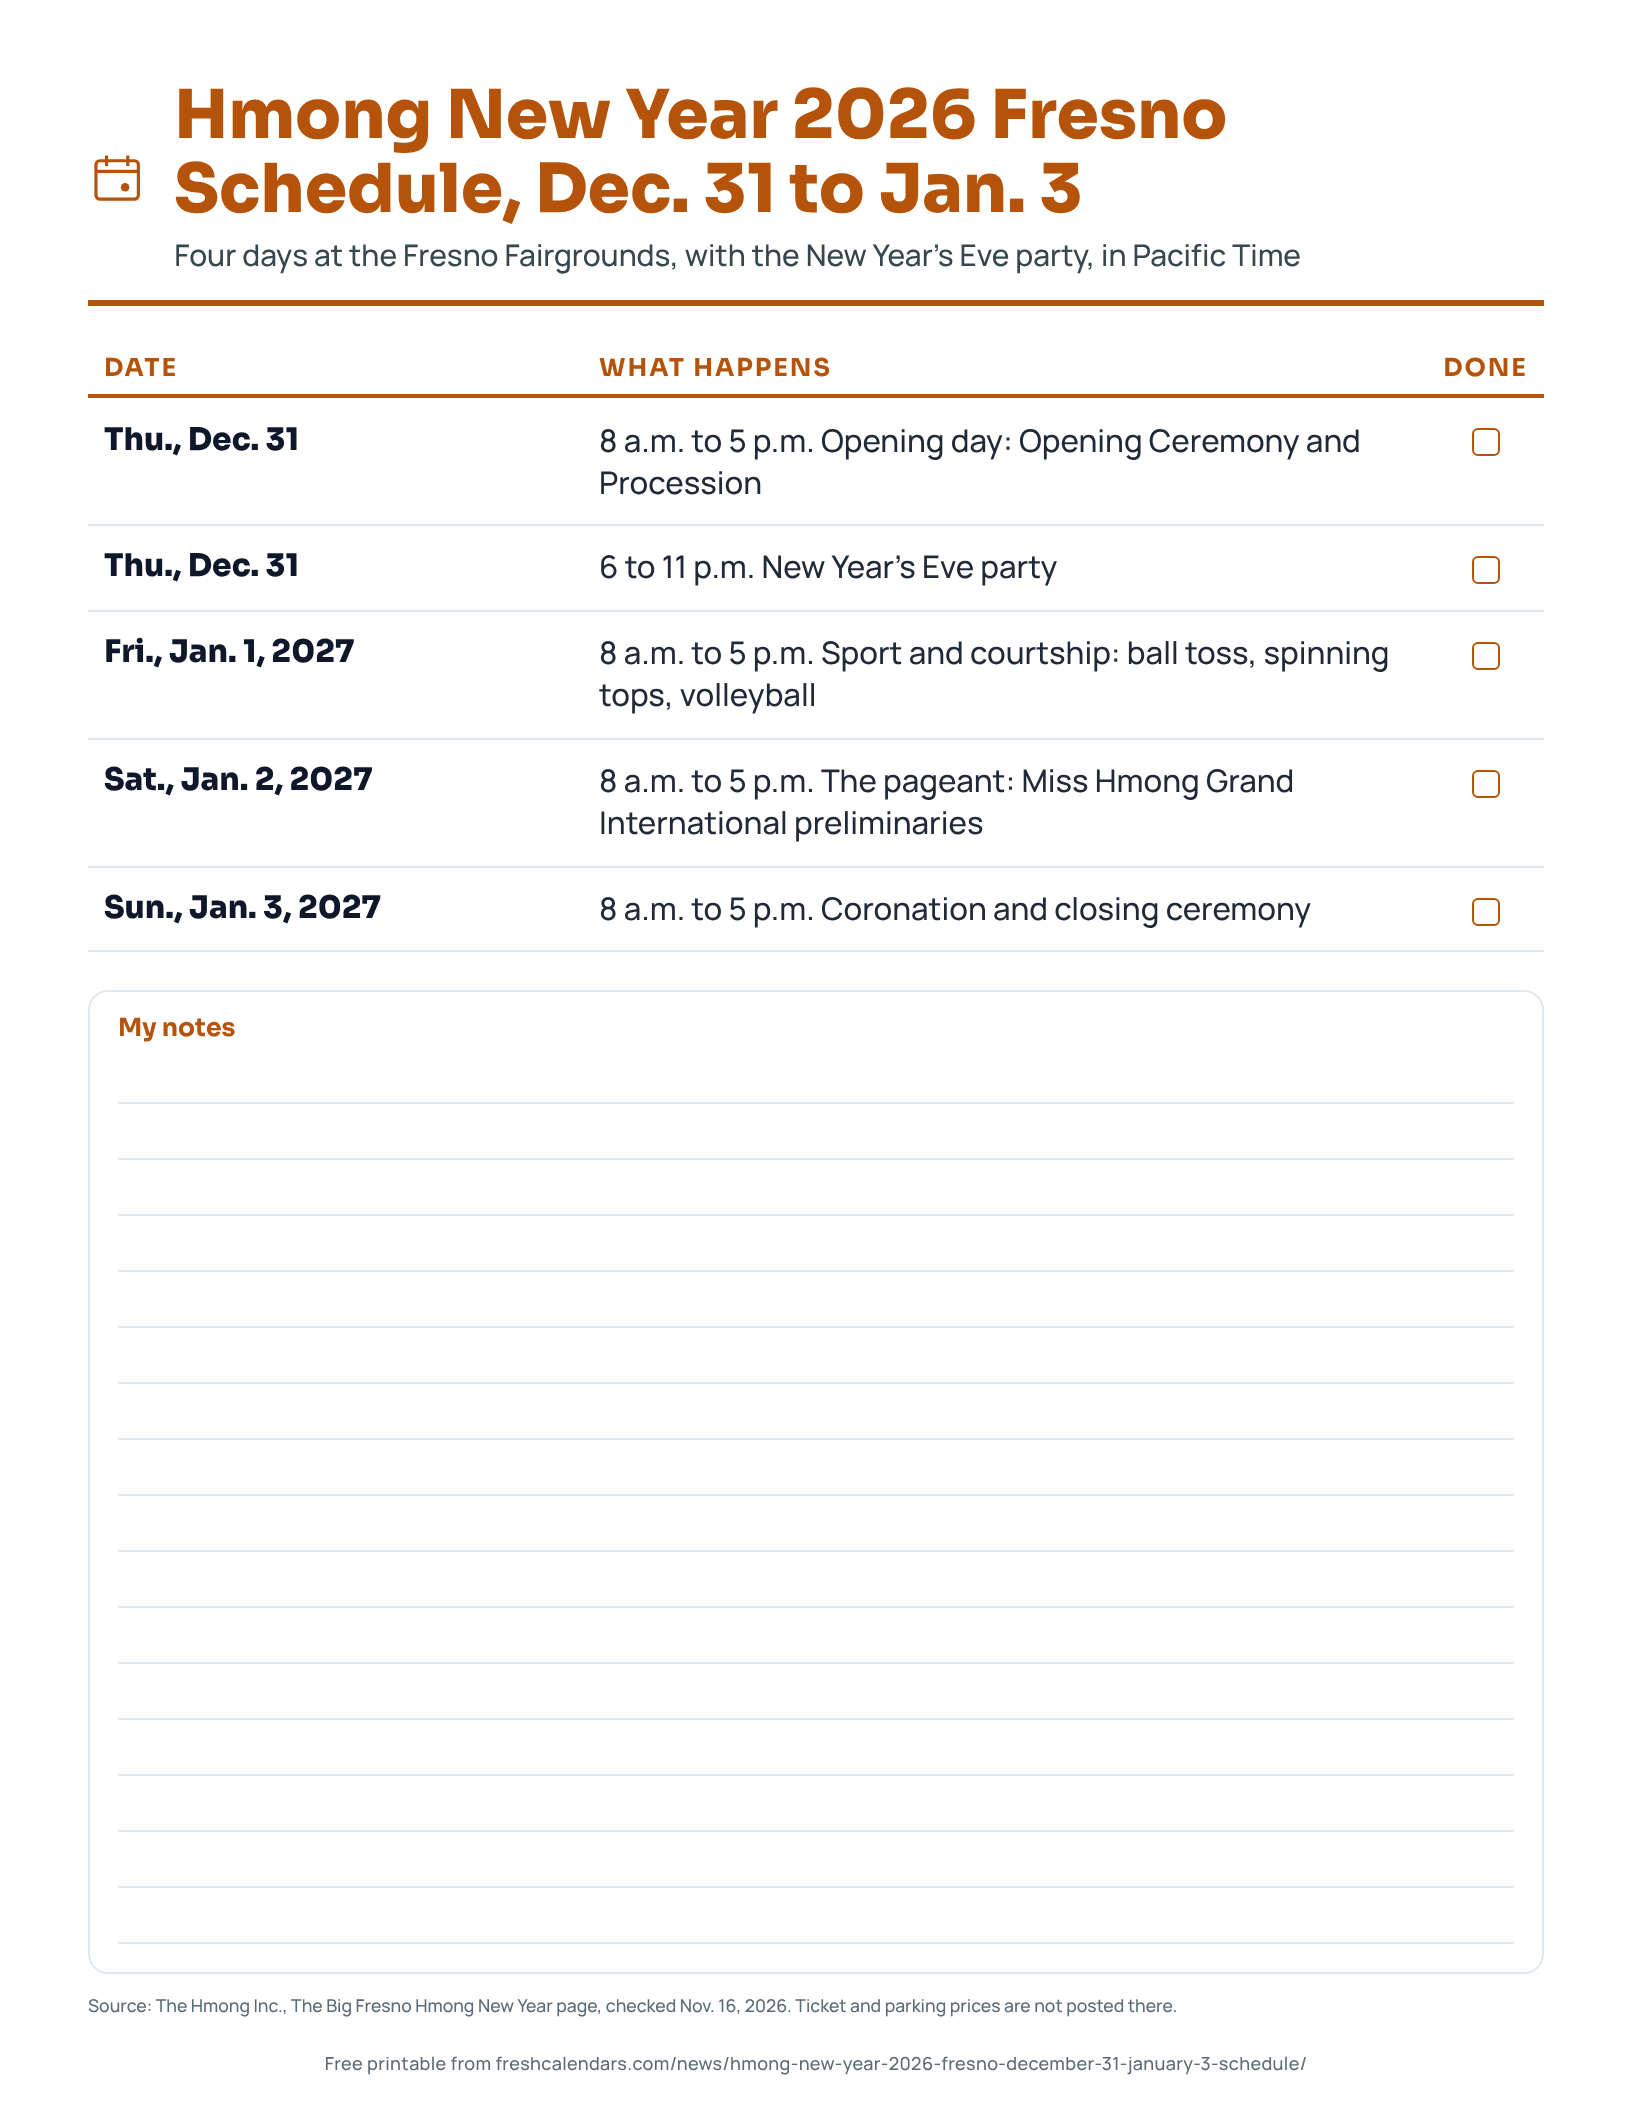 Hmong New Year 2026 Fresno
Schedule, Dec. 31 to Jan. 3
Four days at the Fresno Fairgrounds, with the New Year’s Eve party, in Pacific Time
DATE WHAT HAPPENS DONE
Thu., Dec. 31 8 a.m. to 5 p.m. Opening day: Opening Ceremony and
Procession
Thu., Dec. 31 6 to 11 p.m. New Year’s Eve party
Fri., Jan. 1, 2027 8 a.m. to 5 p.m. Sport and courtship: ball toss, spinning
tops, volleyball
Sat., Jan. 2, 2027 8 a.m. to 5 p.m. The pageant: Miss Hmong Grand
International preliminaries
Sun., Jan. 3, 2027 8 a.m. to 5 p.m. Coronation and closing ceremony
My notes
Source: The Hmong Inc., The Big Fresno Hmong New Year page, checked Nov. 16, 2026. Ticket and parking prices are not posted there.
Free printable from freshcalendars.com/news/hmong-new-year-2026-fresno-december-31-january-3-schedule/